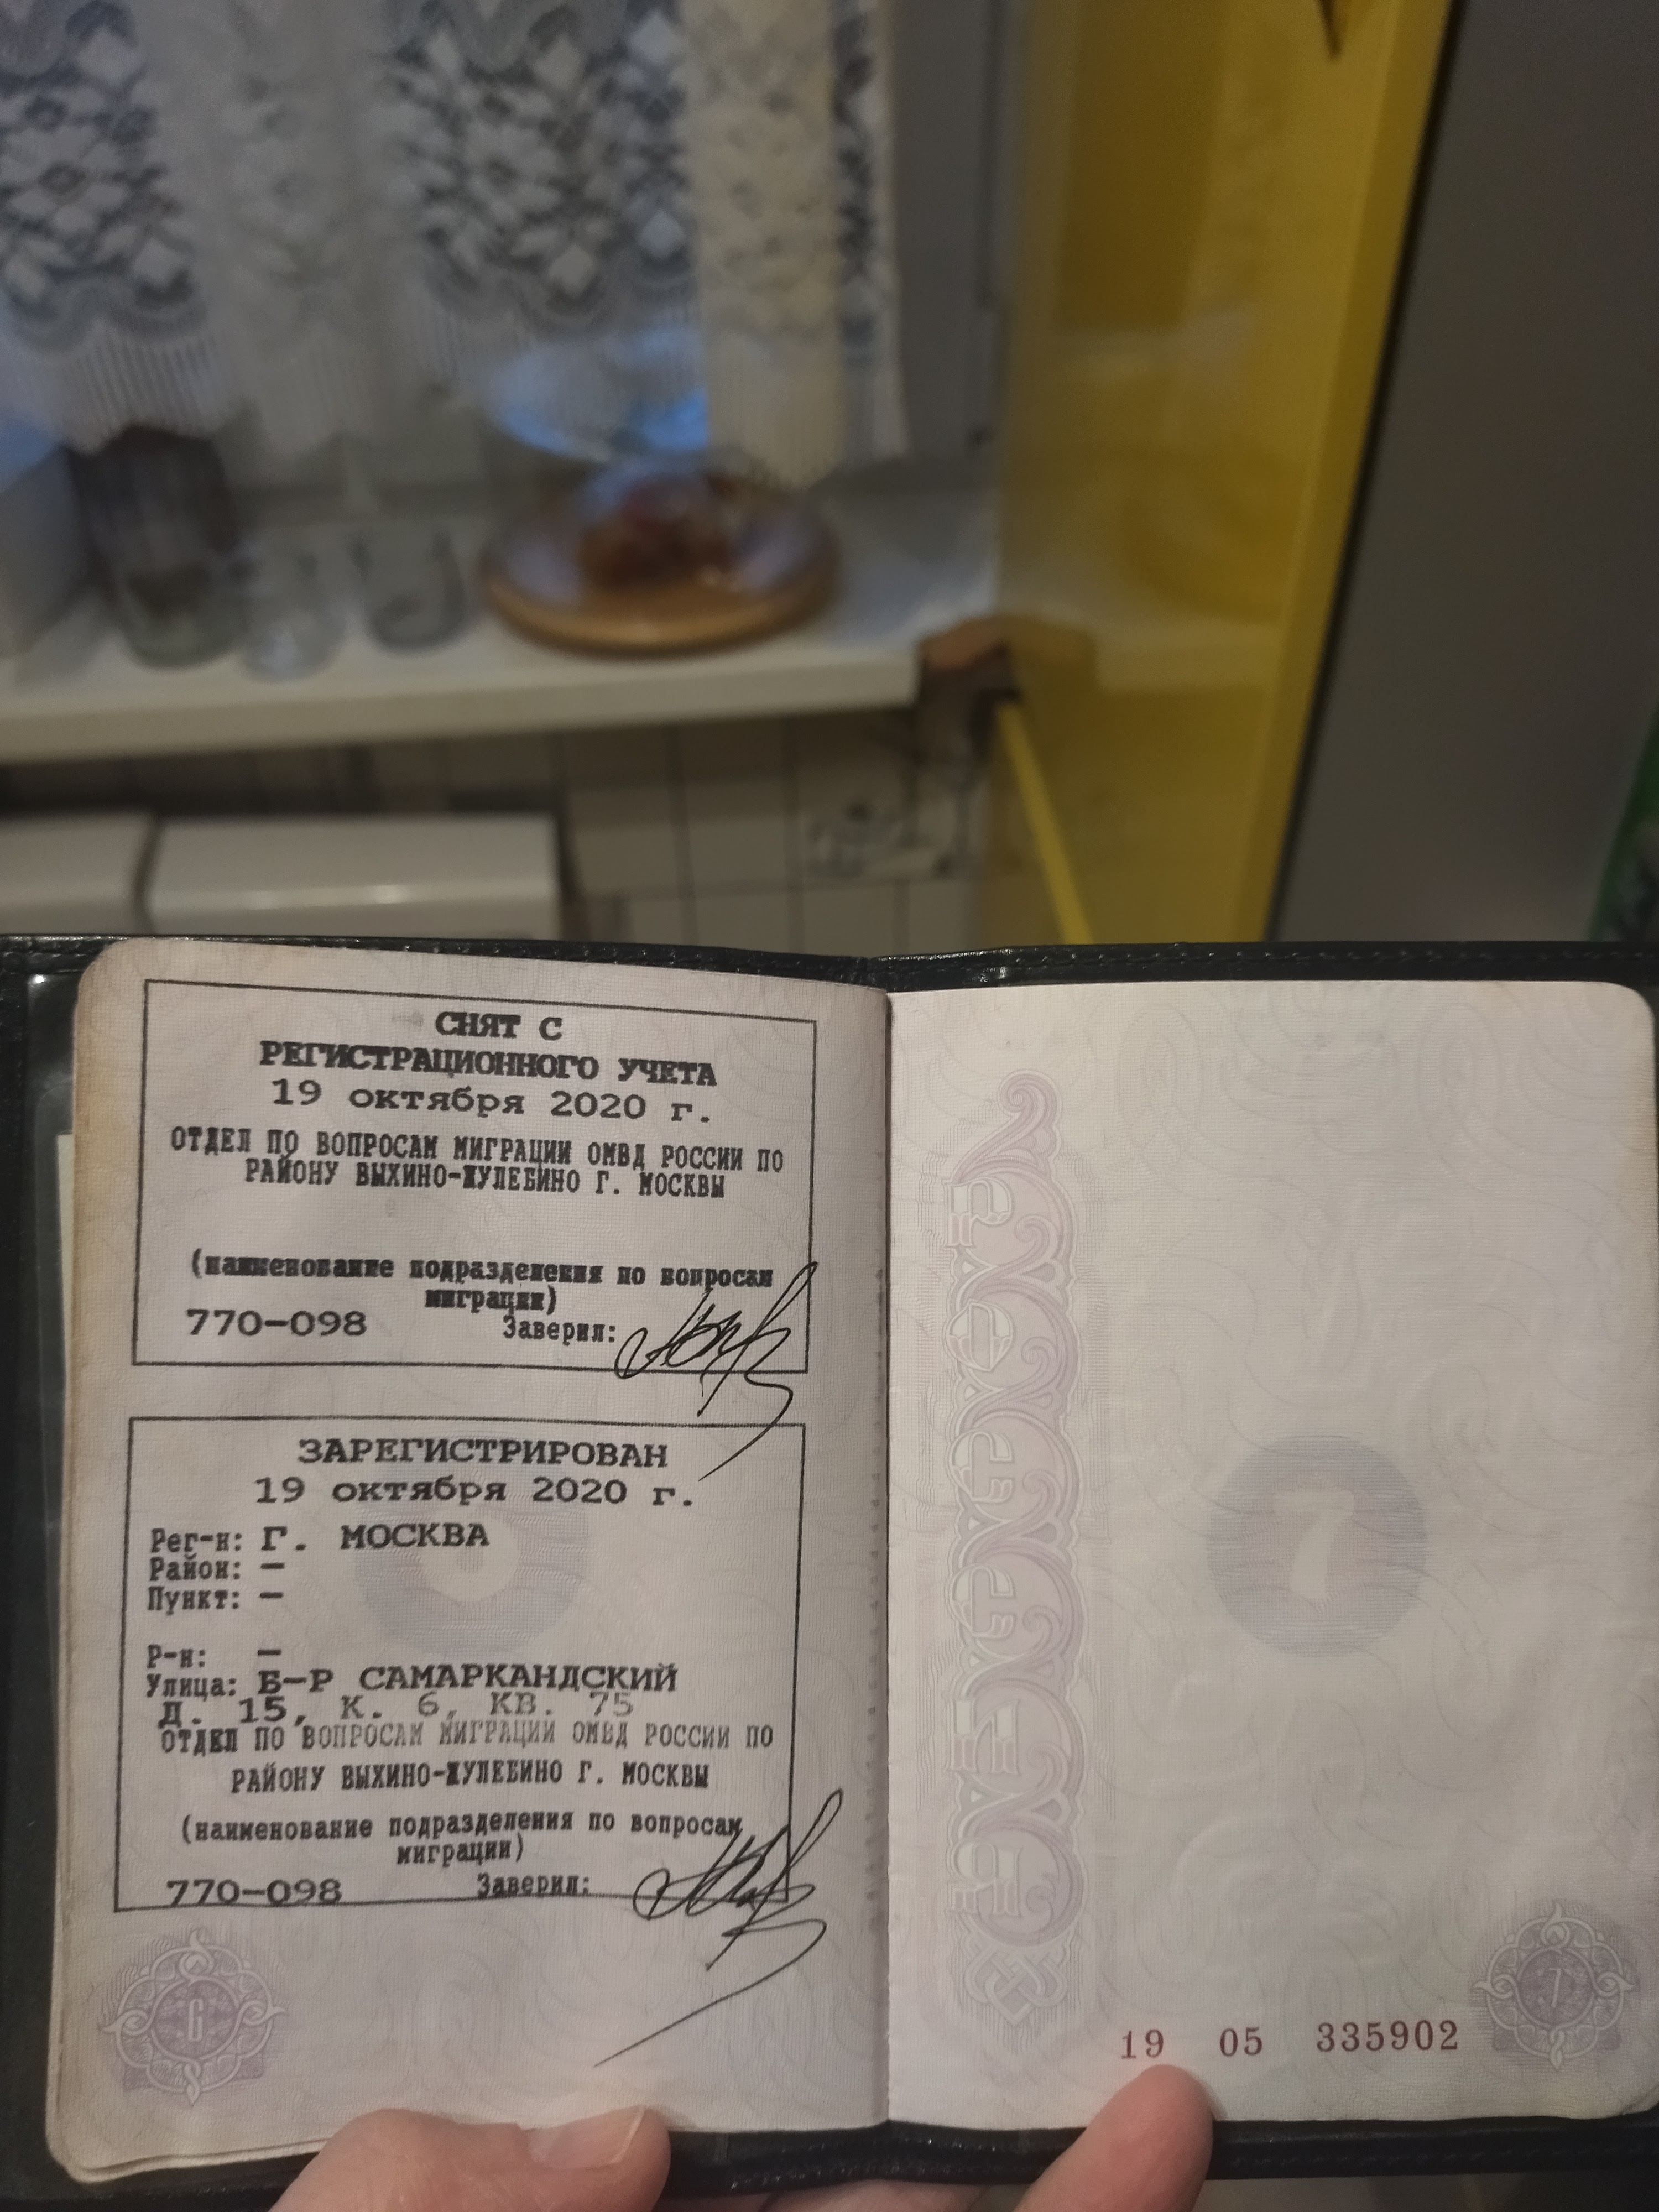 СНЯТ С
РЕГИСТРАЦИОННОГО УЧЕТА
19 октября 2020 г.
ОТДЕЛ ПО ВОПРОСАМ МИГРАЦИИ ОМВД РОССИИ ПО
РАЙОНУ ВЫХИНО-ЖУЛЕБИНО Г. МОСКВЫ
(наименование подразделения по вопросам
миграции)
770-098 Заверил:
ЗАРЕГИСТРИРОВАН
19 октября 2020 г.
Рег-н: Г. МОСКВА
Район: –
Пункт: –
Р-н: –
Улица: Б-Р САМАРКАНДСКИЙ
Д. 15, К. 6, КВ. 75
ОТДЕЛ ПО ВОПРОСАМ МИГРАЦИИ ОМВД РОССИИ ПО
РАЙОНУ ВЫХИНО-ЖУЛЕБИНО Г. МОСКВЫ
(наименование подразделения по вопросам
миграции)
770-098 Заверил:
6
19 05 335902
7